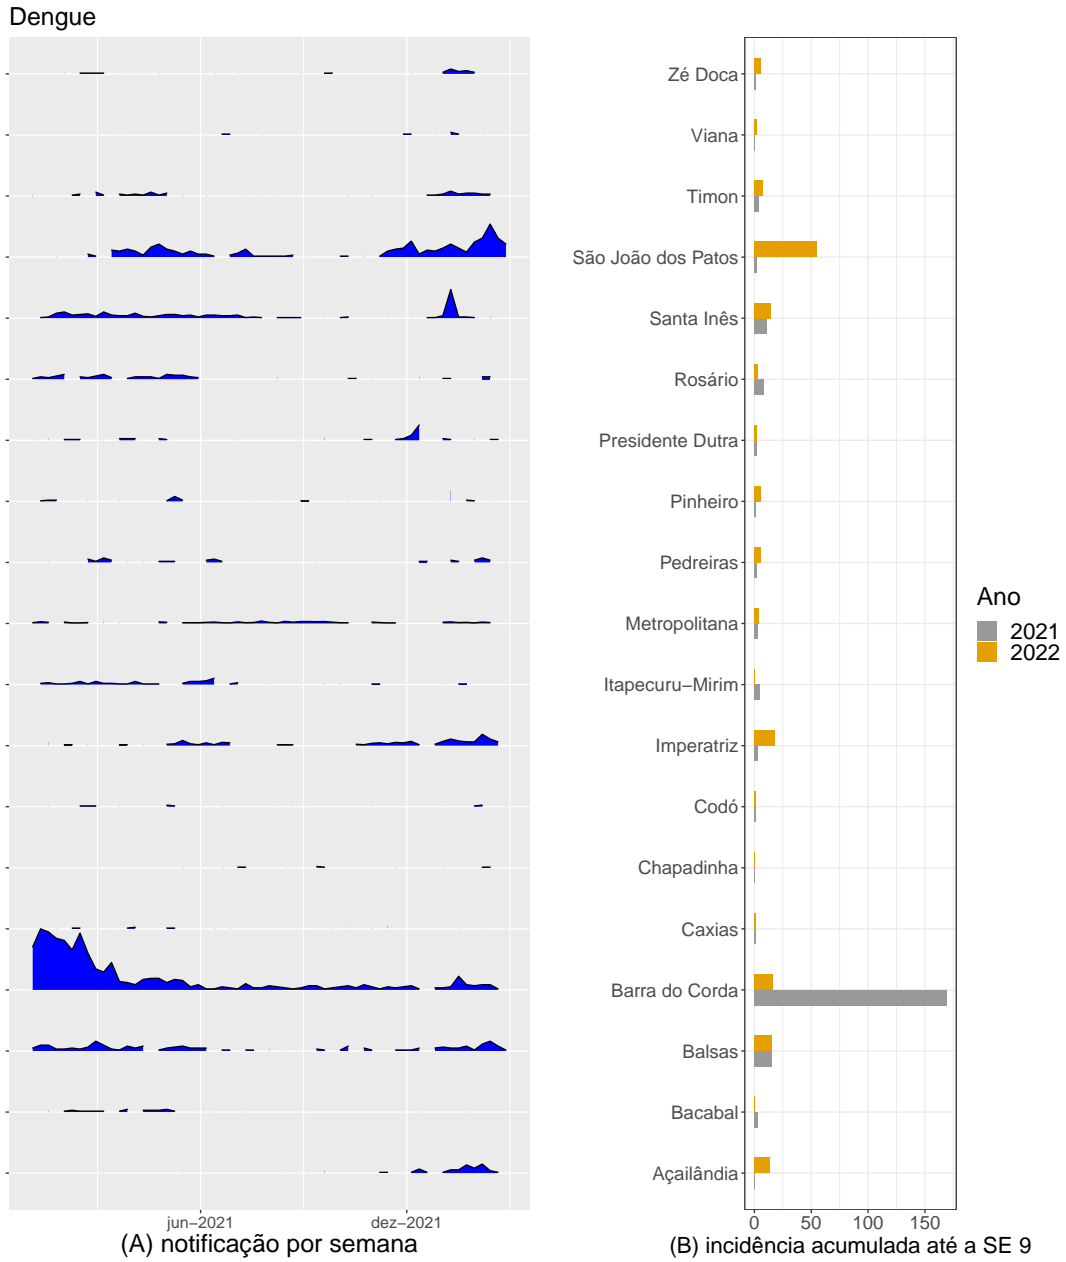 Dengue
Zé Doca
Viana
Timon
São João dos Patos
Santa Inês
Rosário
Presidente Dutra
Pinheiro
Pedreiras
Metropolitana
Itapecuru−Mirim
Imperatriz
Codó
Chapadinha
Caxias
Barra do Corda
Balsas
Bacabal
Açailândia
jun−2021 dez−2021
(A) notificação por semana
0 50 100 150
(B) incidência acumulada até a SE 9
Ano
2021
2022